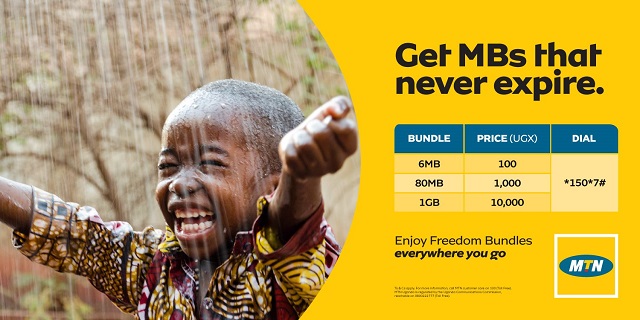 Get MBs that
never expire.
BUNDLE PRICE (UGX) DIAL
6MB 100
80MB 1,000 *150*7#
1GB 10,000
Enjoy Freedom Bundles
everywhere you go
MTN